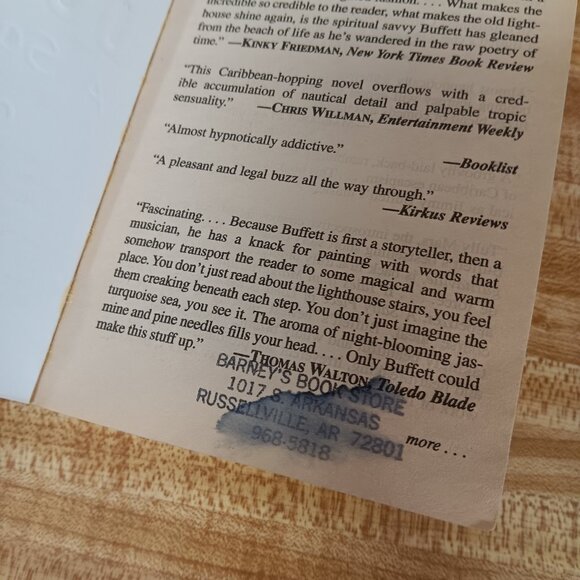 What makes the
incredible so credible to the reader, what makes the old light-
house shine again, is the spiritual savvy Buffett has gleaned
from the beach of life as he's wandered in the raw poetry of
time." —KINKY FRIEDMAN, New York Times Book Review
"This Caribbean-hopping novel overflows with a cred-
ible accumulation of nautical detail and palpable tropic
sensuality." —CHRIS WILLMAN, Entertainment Weekly
"Almost hypnotically addictive."
—Booklist
"A pleasant and legal buzz all the way through."
—Kirkus Reviews
"Fascinating. . . . Because Buffett is first a storyteller, then a
musician, he has a knack for painting with words that
somehow transport the reader to some magical and warm
place. You don't just read about the lighthouse stairs, you feel
them creaking beneath each step. You don't just imagine the
turquoise sea, you see it. The aroma of night-blooming jas-
mine and pine needles fills your head. . . . Only Buffett could
make this stuff up."
—THOMAS WALTON, Toledo Blade
BARNEY'S BOOK STORE
1017 S. ARKANSAS
RUSSELLVILLE, AR 72801
968-5818
more . . .